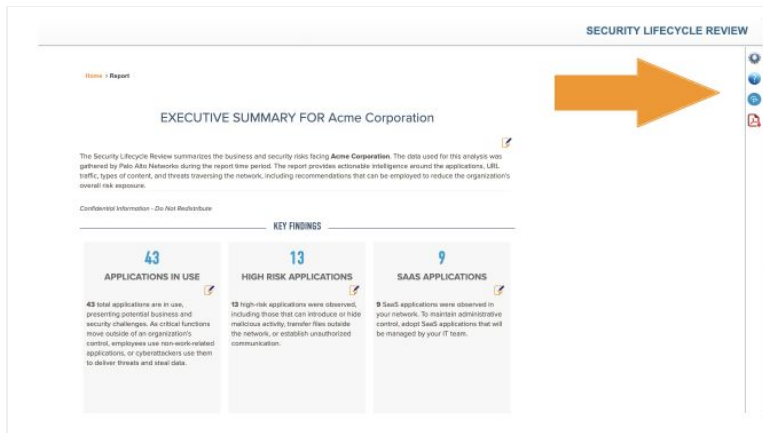 SECURITY LIFECYCLE REVIEW
Home > Report
EXECUTIVE SUMMARY FOR Acme Corporation
The Security Lifecycle Review summarizes the business and security risks facing Acme Corporation. The data used for this analysis was
gathered by Palo Alto Networks during the report time period. The report provides actionable intelligence around the applications, URL
traffic, types of content, and threats traversing the network, including recommendations that can be employed to reduce the organization's
overall risk exposure.
Confidential Information - Do Not Redistribute
KEY FINDINGS
43
APPLICATIONS IN USE
43 total applications are in use,
presenting potential business and
security challenges. As critical functions
move outside of an organization's
control, employees use non-work-related
applications, or cyberattackers use them
to deliver threats and steal data.
13
HIGH RISK APPLICATIONS
13 high-risk applications were observed,
including those that can introduce or hide
malicious activity, transfer files outside
the network, or establish unauthorized
communication.
9
SAAS APPLICATIONS
9 SaaS applications were observed in
your network. To maintain administrative
control, adopt SaaS applications that will
be managed by your IT team.